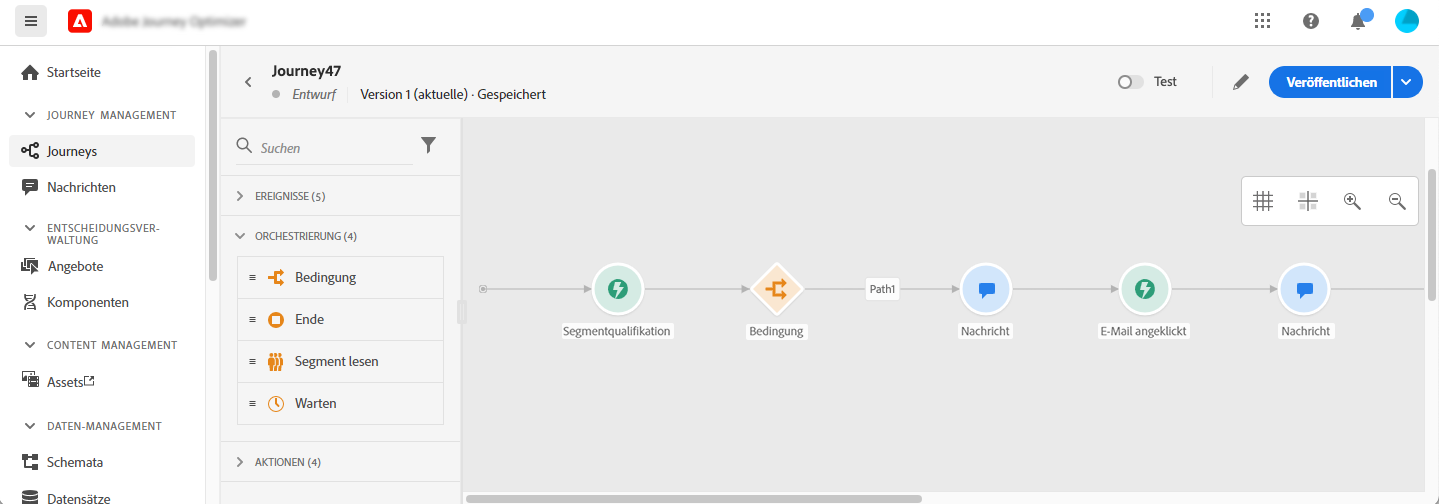 Adobe Journey Optimizer
Startseite
JOURNEY MANAGEMENT
Journeys
Nachrichten
ENTSCHEIDUNGSVER-
WALTUNG
Angebote
Komponenten
CONTENT MANAGEMENT
Assets
DATEN-MANAGEMENT
Schemata
Datensätze
Journey47
Entwurf
Version 1 (aktuelle) · Gespeichert
Test
Veröffentlichen
Suchen
EREIGNISSE (5)
ORCHESTRIERUNG (4)
Bedingung
Ende
Segment lesen
Warten
AKTIONEN (4)
Segmentqualifikation
Bedingung
Path1
Nachricht
E-Mail angeklickt
Nachricht